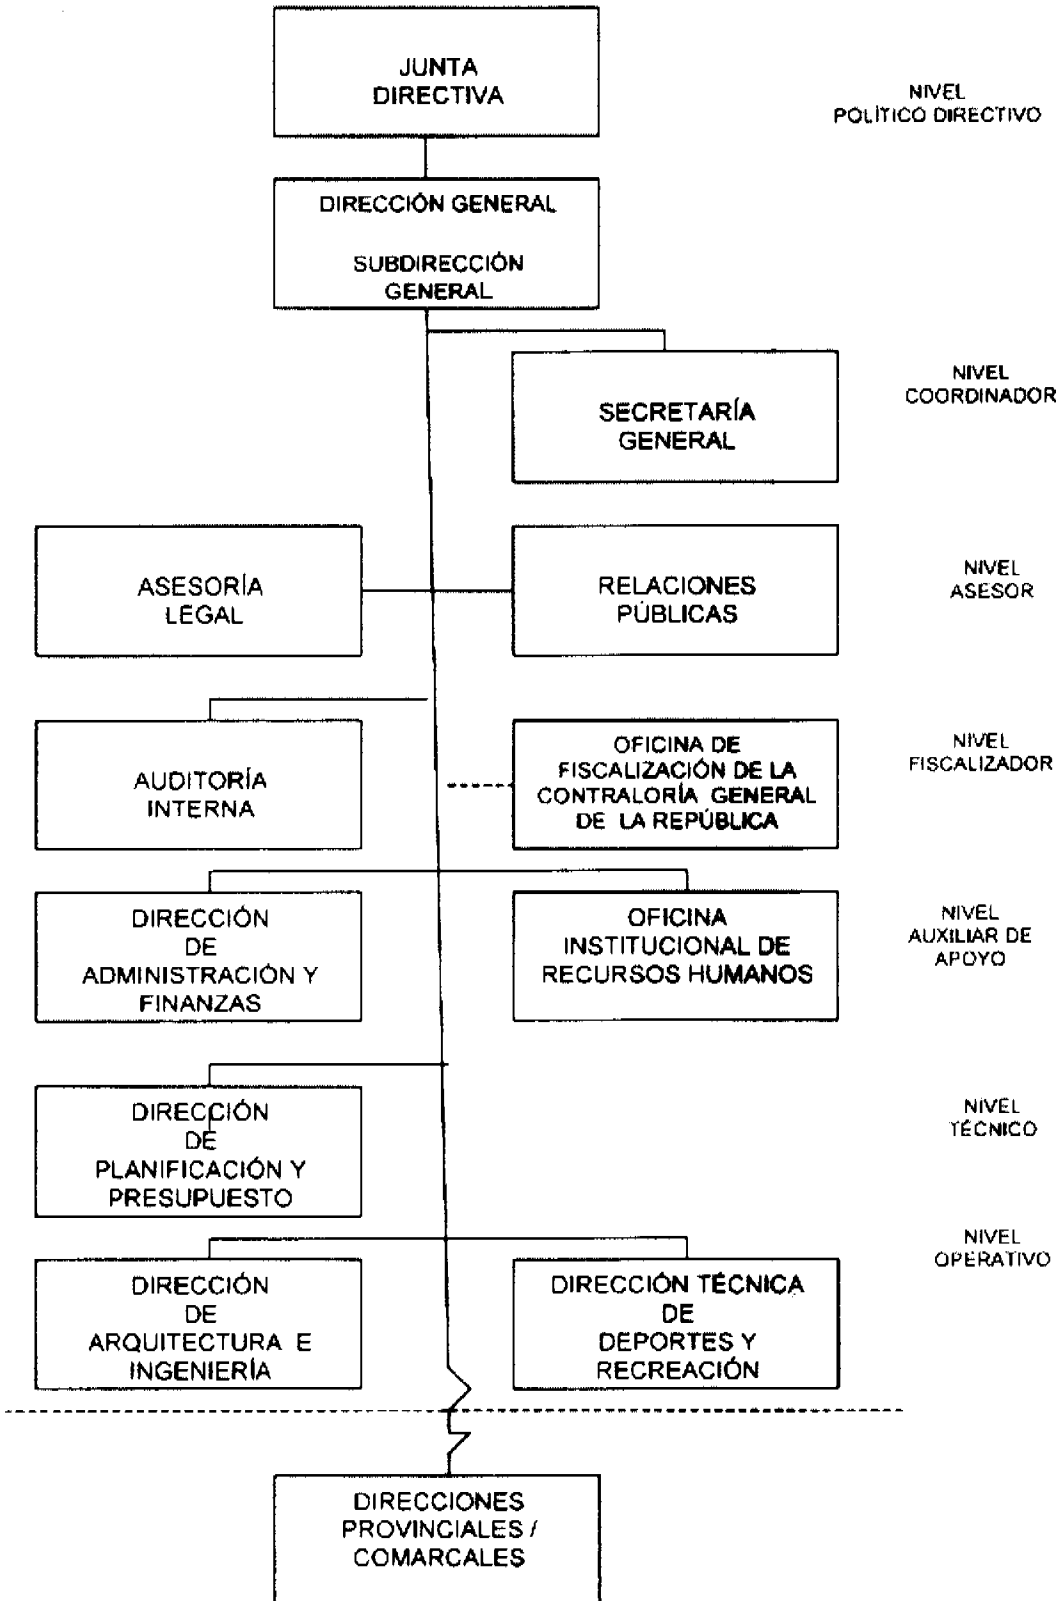 JUNTA
DIRECTIVA
NIVEL
POLÍTICO DIRECTIVO
DIRECCIÓN GENERAL
SUBDIRECCIÓN
GENERAL
SECRETARÍA
GENERAL
NIVEL
COORDINADOR
ASESORÍA
LEGAL
RELACIONES
PÚBLICAS
NIVEL
ASESOR
AUDITORÍA
INTERNA
OFICINA DE
FISCALIZACIÓN DE LA
CONTRALORÍA GENERAL
DE LA REPÚBLICA
NIVEL
FISCALIZADOR
DIRECCIÓN
DE
ADMINISTRACIÓN Y
FINANZAS
OFICINA
INSTITUCIONAL DE
RECURSOS HUMANOS
NIVEL
AUXILIAR DE
APOYO
DIRECCIÓN
DE
PLANIFICACIÓN Y
PRESUPUESTO
NIVEL
TÉCNICO
DIRECCIÓN
DE
ARQUITECTURA E
INGENIERÍA
DIRECCIÓN TÉCNICA
DE
DEPORTES Y
RECREACIÓN
NIVEL
OPERATIVO
DIRECCIONES
PROVINCIALES /
COMARCALES